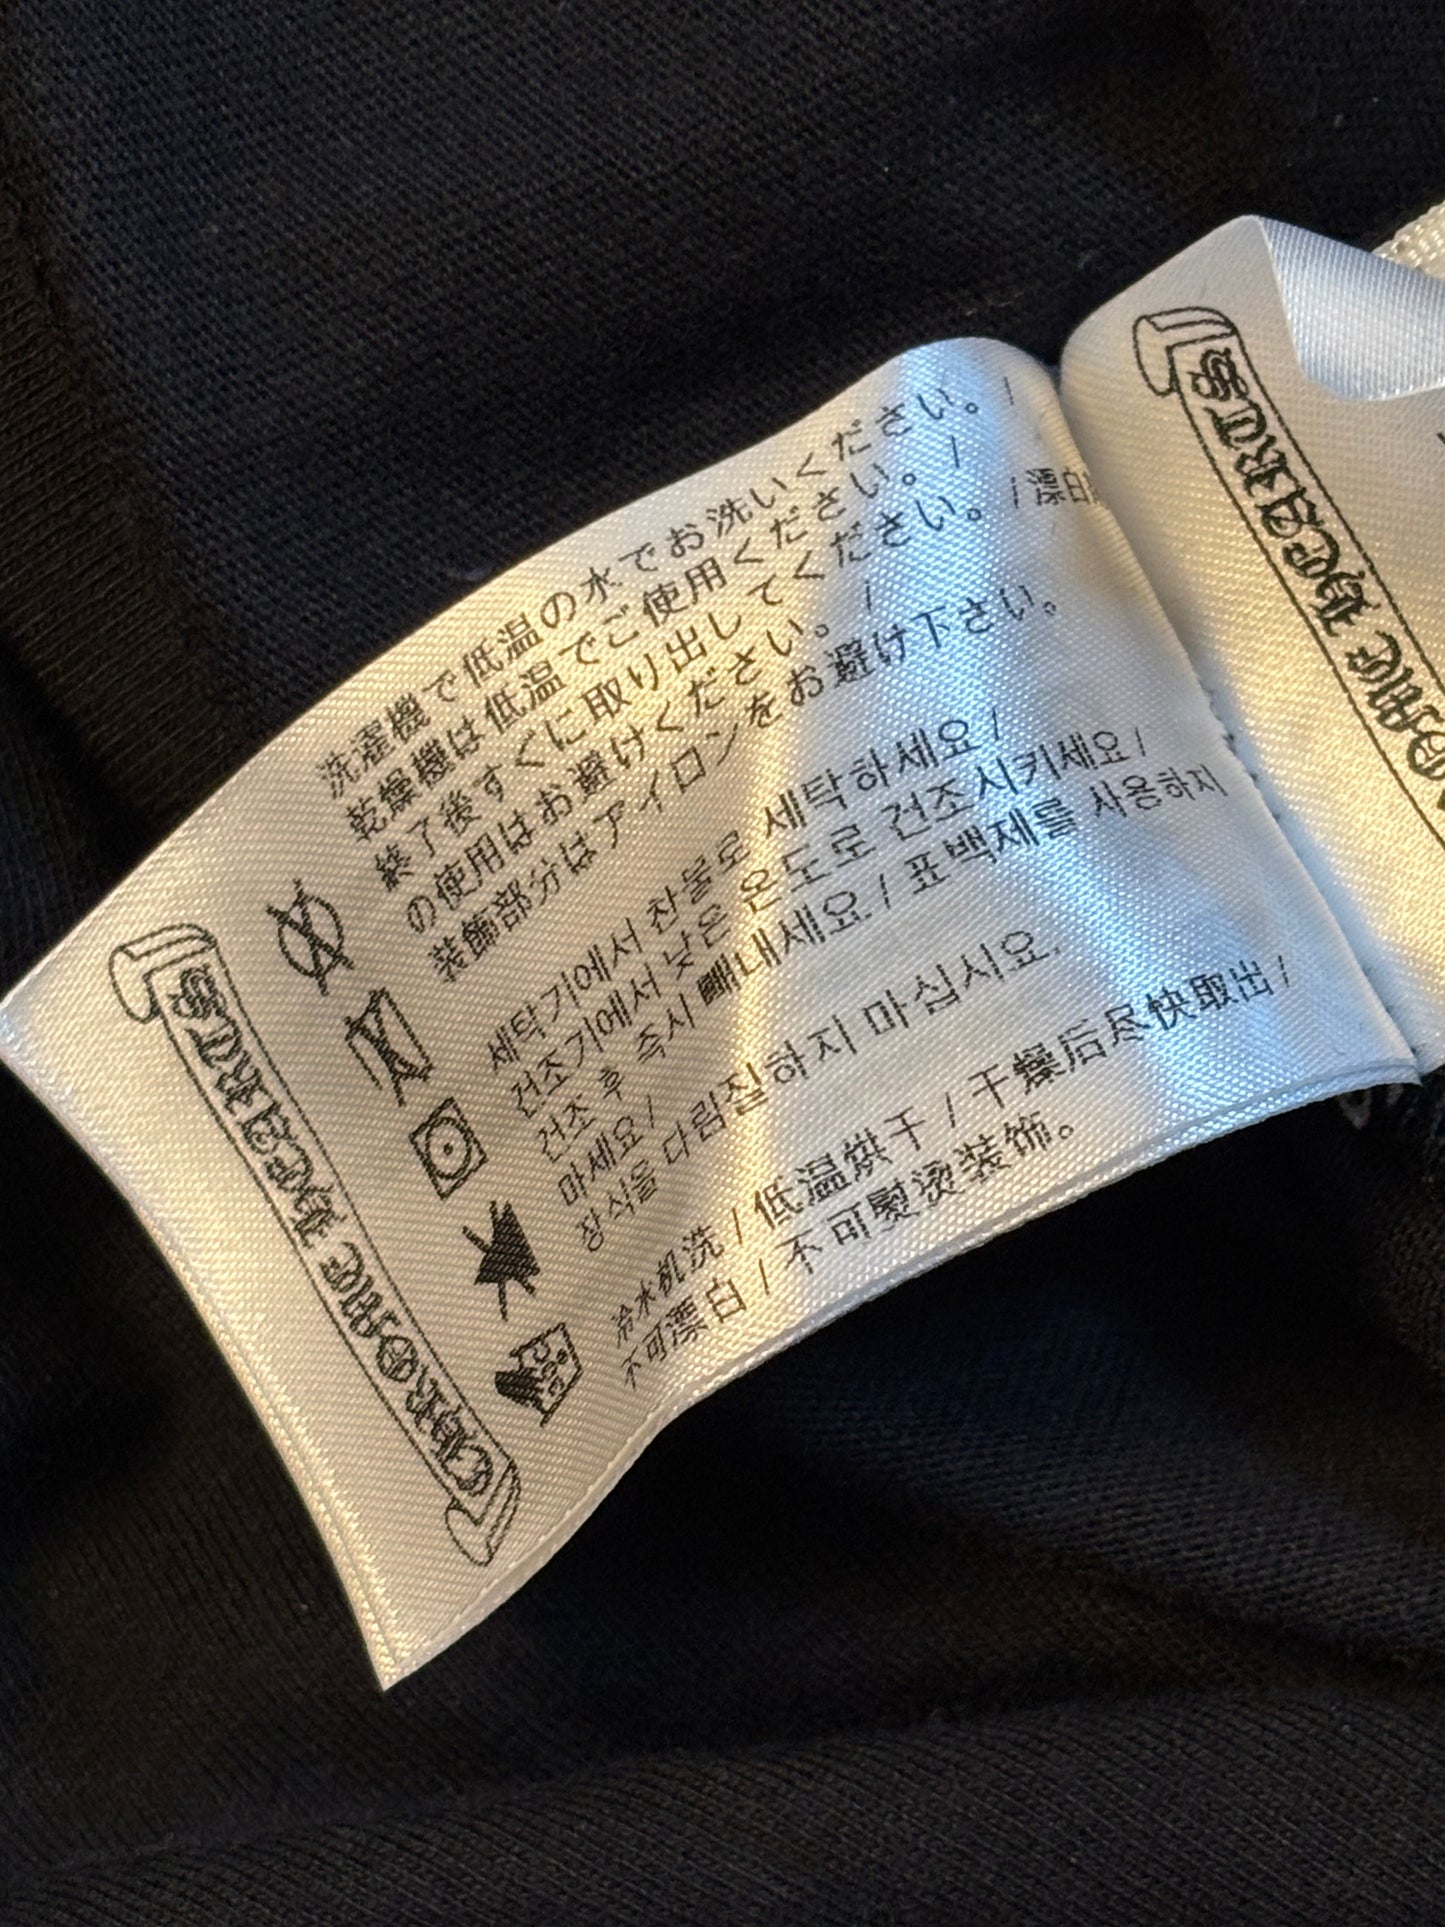 洗濯機で低温の水でお洗いください。 /
乾燥機は低温でご使用ください。 /
終了後すぐに取り出してください。 / 漂白
の使用はお避けください。 /
装飾部分はアイロンをお避け下さい。
세탁기에서 찬물로 세탁하세요 /
건조기에서 낮은 온도로 건조시키세요 /
건조 후 즉시 빼내세요. / 표백제를 사용하지
마세요 /
장식을 다림집하지 마십시요.
冷水机洗 / 低温烘干 / 干燥后尽快取出 /
不可漂白 / 不可熨烫装饰。
CHROME HEARTS
CHROME HEARTS